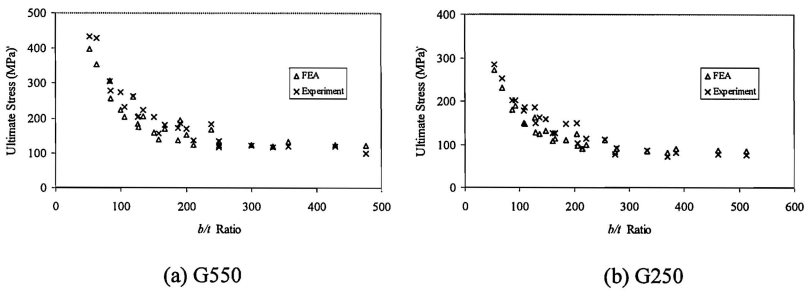 500
400
300
200
100
0
Ultimate Stress (MPa)
FEA
Experiment
0 100 200 300 400 500
b/t Ratio
(a) G550
400
300
200
100
0
Ultimate Stress (MPa)
FEA
Experiment
0 100 200 300 400 500 600
b/t Ratio
(b) G250